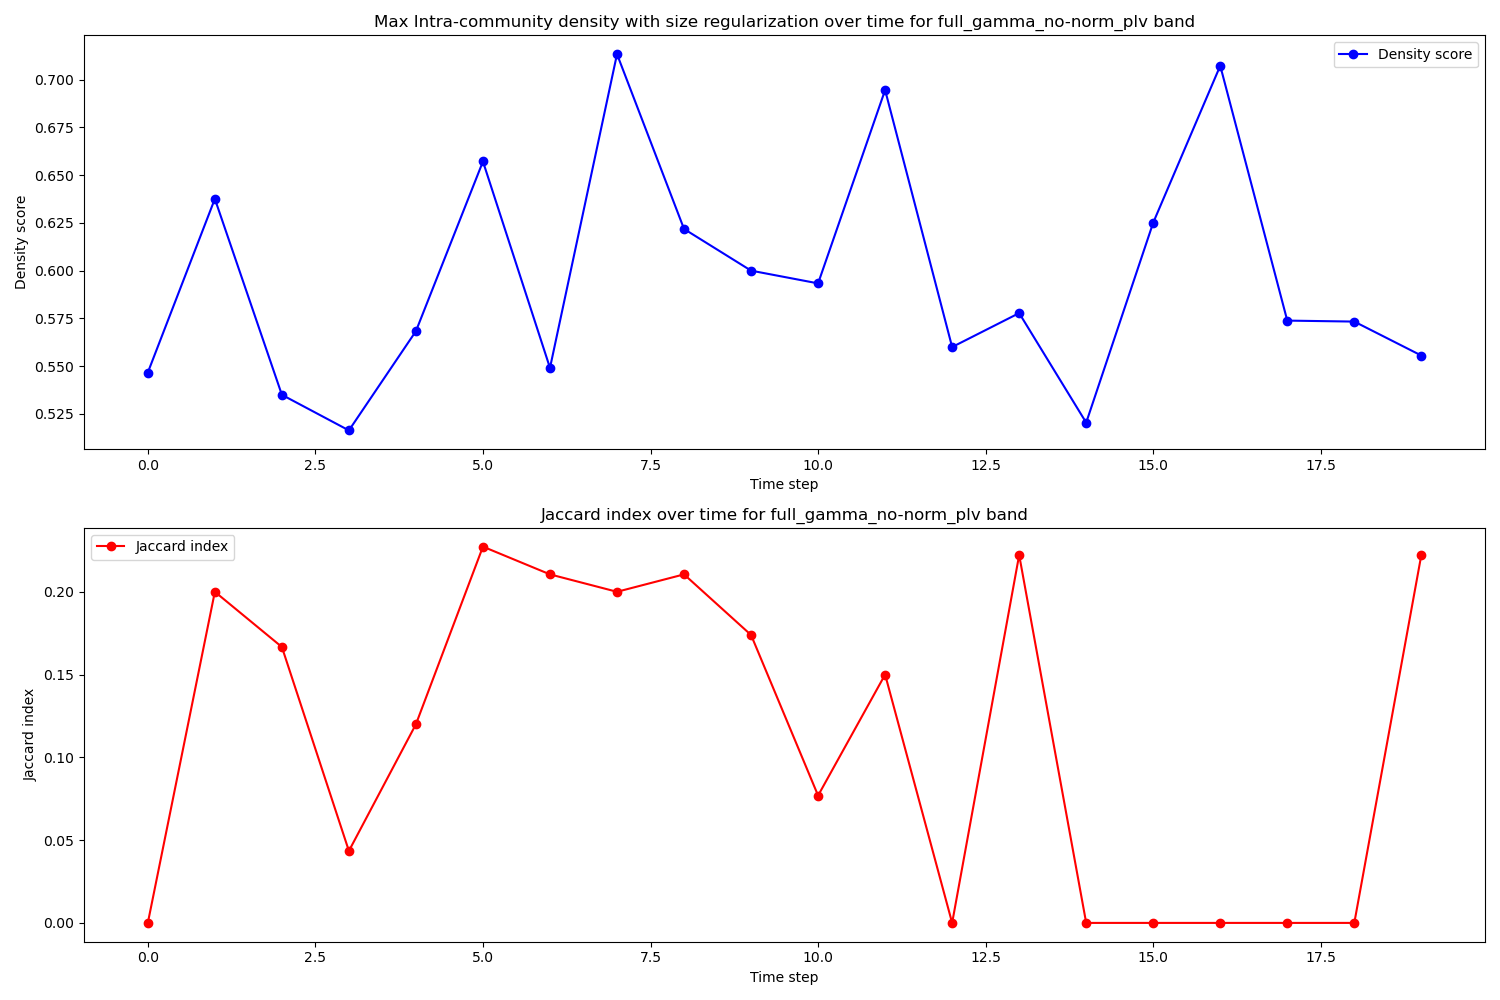 Max Intra-community density with size regularization over time for full_gamma_no-norm_plv band
Density score
0.700
0.675
0.650
0.625
0.600
0.575
0.550
0.525
Density score
0.0 2.5 5.0 7.5 10.0 12.5 15.0 17.5
Time step
Jaccard index over time for full_gamma_no-norm_plv band
Jaccard index
0.20
0.15
0.10
0.05
0.00
Jaccard index
0.0 2.5 5.0 7.5 10.0 12.5 15.0 17.5
Time step